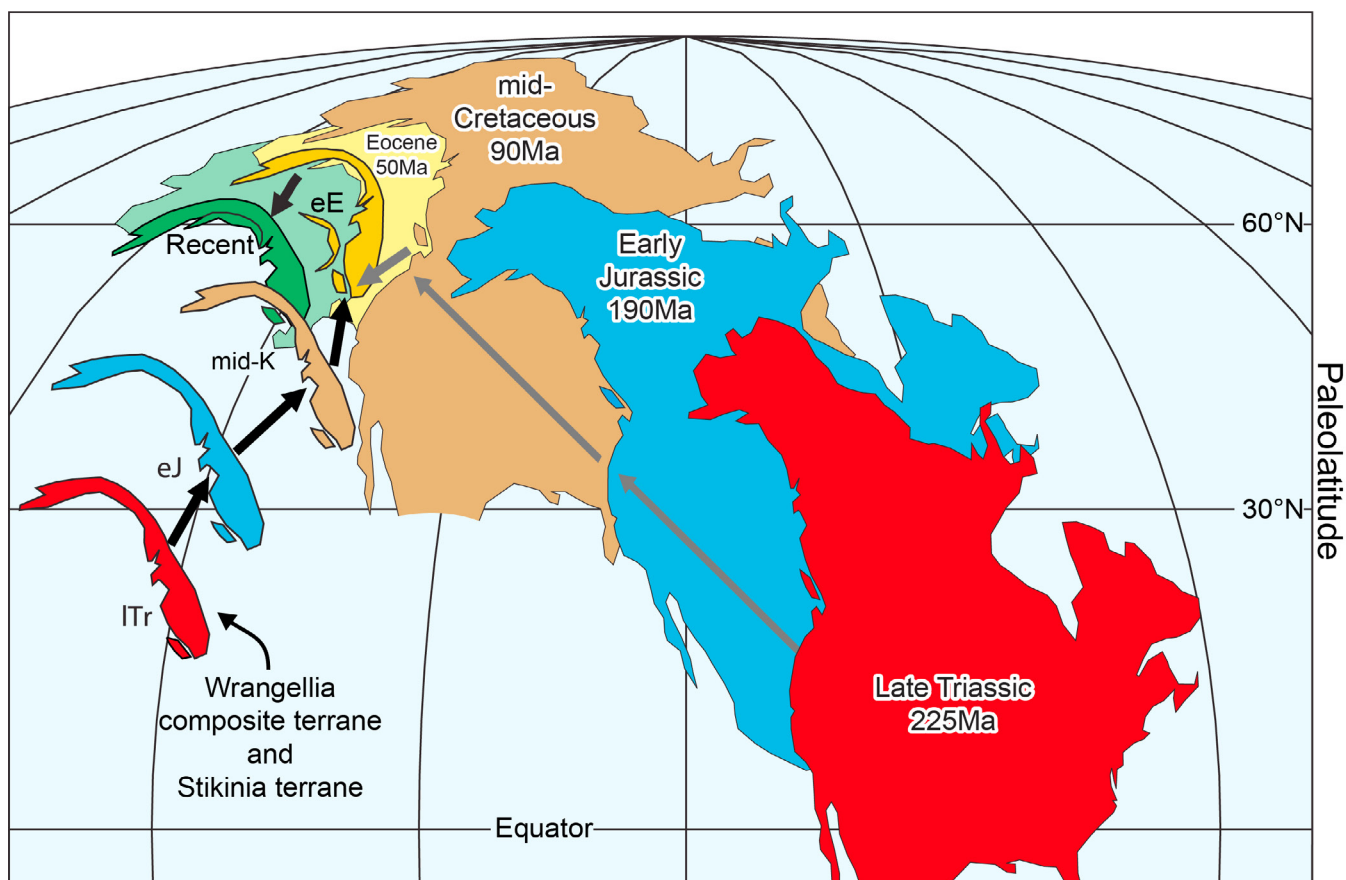 mid-
Cretaceous
90Ma
Eocene
50Ma
eE
Recent
60°N
Early
Jurassic
190Ma
mid-K
Paleolatitude
eJ
30°N
lTr
Late Triassic
225Ma
Wrangellia
composite terrane
and
Stikinia terrane
Equator